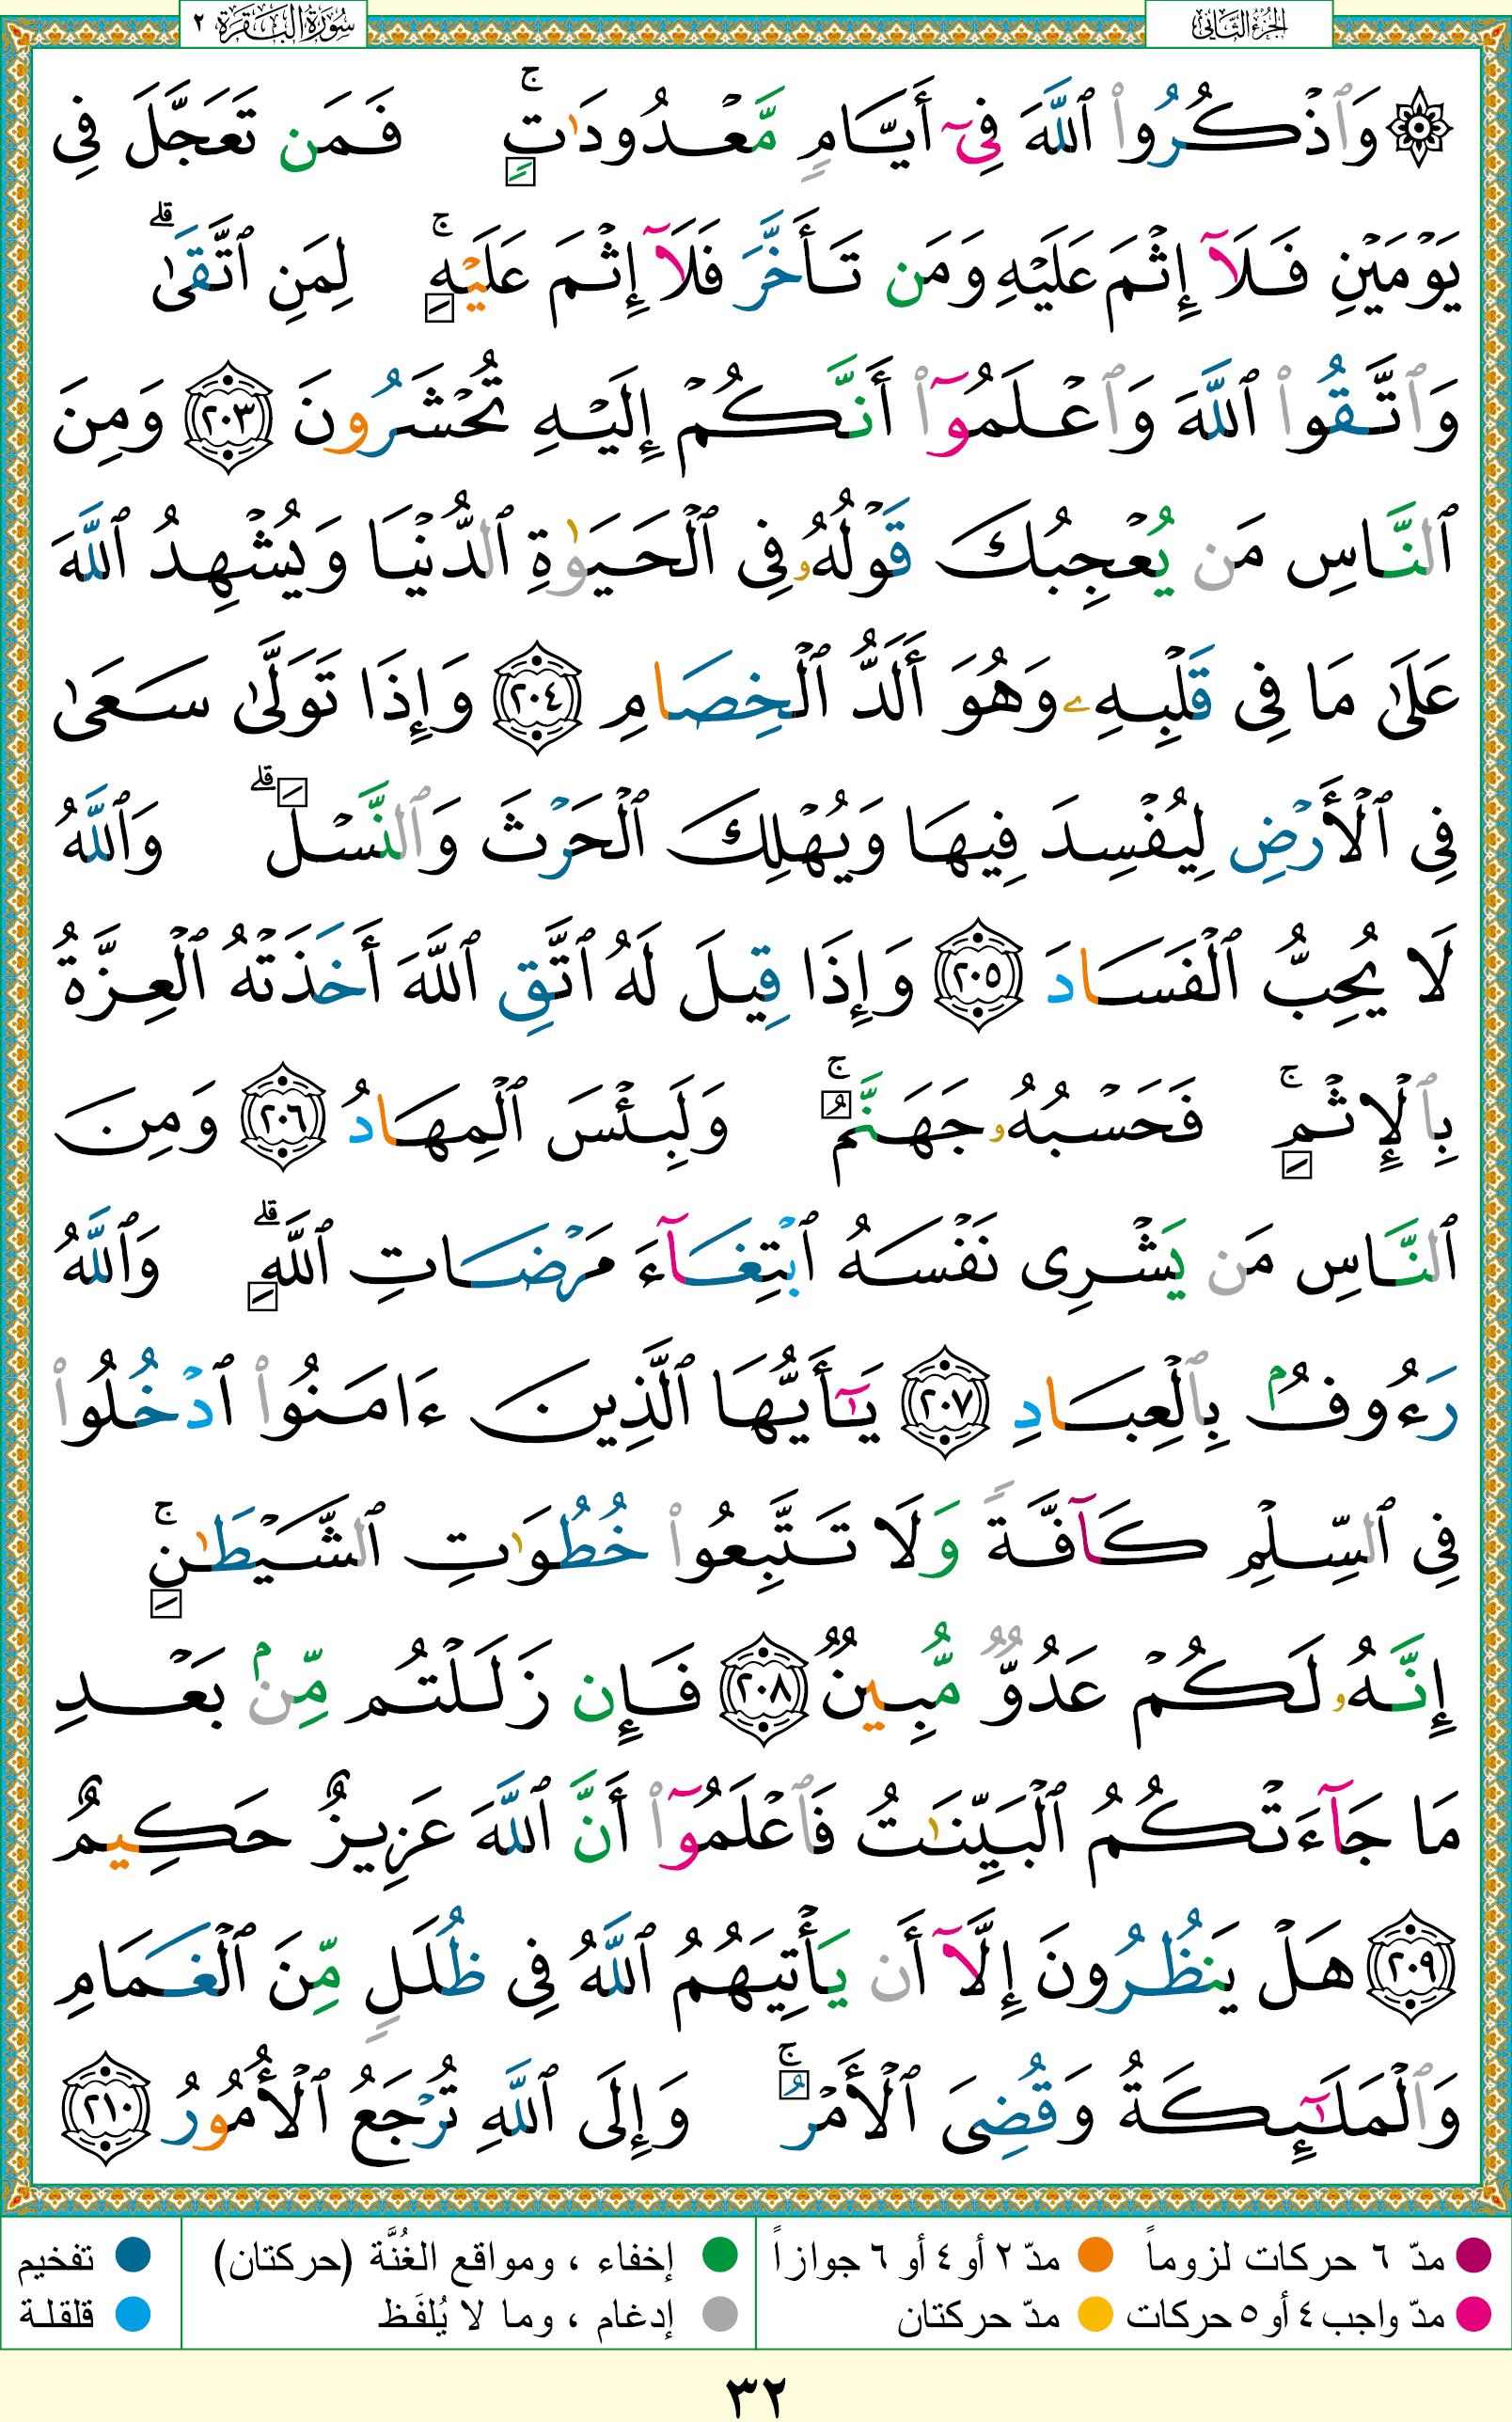 الجزء الثاني
سورة البقرة ٢
۞ وَٱذْكُرُوا۟ ٱللَّهَ فِىٓ أَيَّامٍ مَّعْدُودَٰتٍۚ فَمَن تَعَجَّلَ فِى
يَوْمَيْنِ فَلَآ إِثْمَ عَلَيْهِ وَمَن تَأَخَّرَ فَلَآ إِثْمَ عَلَيْهِۚ لِمَنِ ٱتَّقَىٰۗ
وَٱتَّقُوا۟ ٱللَّهَ وَٱعْلَمُوٓا۟ أَنَّكُمْ إِلَيْهِ تُحْشَرُونَ ٢٠٣ وَمِنَ
ٱلنَّاسِ مَن يُعْجِبُكَ قَوْلُهُۥ فِى ٱلْحَيَوٰةِ ٱلدُّنْيَا وَيُشْهِدُ ٱللَّهَ
عَلَىٰ مَا فِى قَلْبِهِۦ وَهُوَ أَلَدُّ ٱلْخِصَامِ ٢٠٤ وَإِذَا تَوَلَّىٰ سَعَىٰ
فِى ٱلْأَرْضِ لِيُفْسِدَ فِيهَا وَيُهْلِكَ ٱلْحَرْثَ وَٱلنَّسْلَۗ وَٱللَّهُ
لَا يُحِبُّ ٱلْفَسَادَ ٢٠٥ وَإِذَا قِيلَ لَهُ ٱتَّقِ ٱللَّهَ أَخَذَتْهُ ٱلْعِزَّةُ
بِٱلْإِثْمِۚ فَحَسْبُهُۥ جَهَنَّمُۚ وَلَبِئْسَ ٱلْمِهَادُ ٢٠٦ وَمِنَ
ٱلنَّاسِ مَن يَشْرِى نَفْسَهُ ٱبْتِغَآءَ مَرْضَاتِ ٱللَّهِۗ وَٱللَّهُ
رَءُوفٌۢ بِٱلْعِبَادِ ٢٠٧ يَٰٓأَيُّهَا ٱلَّذِينَ ءَامَنُوا۟ ٱدْخُلُوا۟
فِى ٱلسِّلْمِ كَآفَّةً وَلَا تَتَّبِعُوا۟ خُطُوَٰتِ ٱلشَّيْطَٰنِۚ
إِنَّهُۥ لَكُمْ عَدُوٌّ مُّبِينٌ ٢٠٨ فَإِن زَلَلْتُم مِّنۢ بَعْدِ
مَا جَآءَتْكُمُ ٱلْبَيِّنَٰتُ فَٱعْلَمُوٓا۟ أَنَّ ٱللَّهَ عَزِيزٌ حَكِيمٌ
٢٠٩ هَلْ يَنظُرُونَ إِلَّآ أَن يَأْتِيَهُمُ ٱللَّهُ فِى ظُلَلٍ مِّنَ ٱلْغَمَامِ
وَٱلْمَلَٰٓئِكَةُ وَقُضِىَ ٱلْأَمْرُۚ وَإِلَى ٱللَّهِ تُرْجَعُ ٱلْأُمُورُ ٢١٠
مدّ ٦ حركات لزوماً مدّ ٢ أو ٤ أو ٦ جوازاً إخفاء ، ومواقع الغُنَّة (حركتان) تفخيم
مدّ واجب ٤ أو ٥ حركات مدّ حركتان إدغام ، وما لا يُلفَظ قلقلة
٣٢